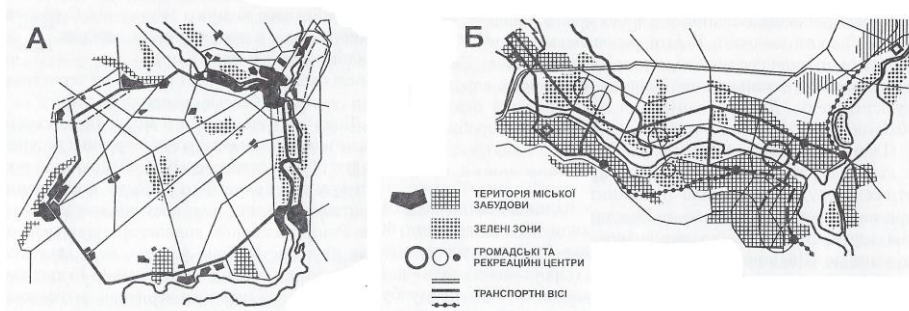 А
Б
ТЕРИТОРІЯ МІСЬКОЇ
ЗАБУДОВИ
ЗЕЛЕНІ ЗОНИ
ГРОМАДСЬКІ ТА
РЕКРЕАЦІЙНІ ЦЕНТРИ
ТРАНСПОРТНІ ВІСІ